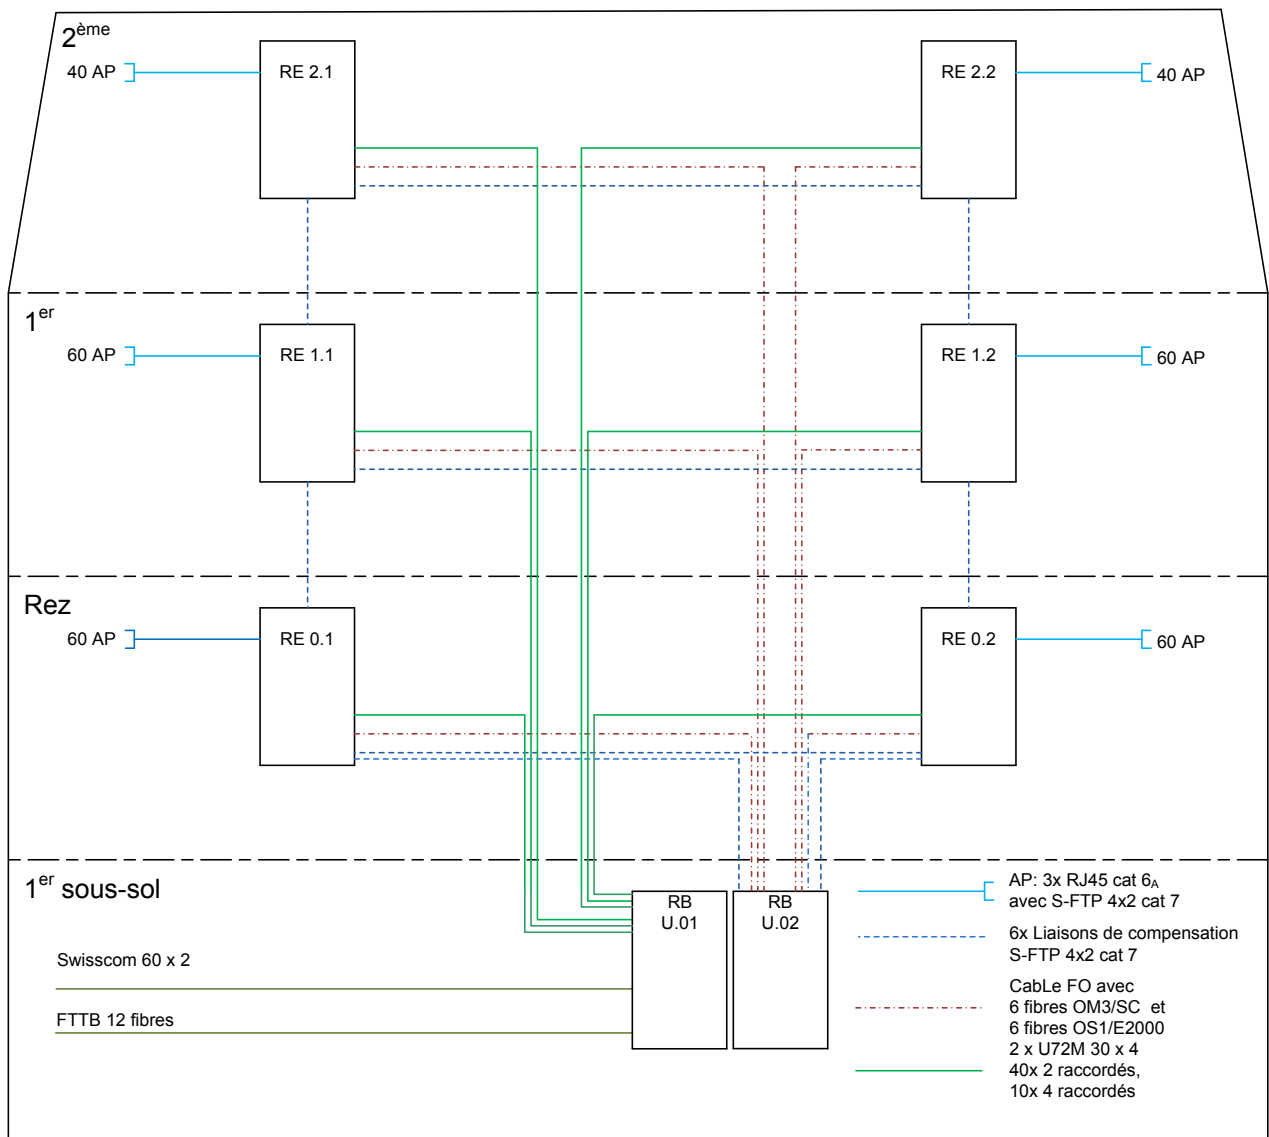 2ème
40 AP
RE 2.1
RE 2.2
40 AP
1er
60 AP
RE 1.1
RE 1.2
60 AP
Rez
60 AP
RE 0.1
RE 0.2
60 AP
1er sous-sol
RB
U.01
RB
U.02
Swisscom 60 x 2
FTTB 12 fibres
AP: 3x RJ45 cat 6A
avec S-FTP 4x2 cat 7
6x Liaisons de compensation
S-FTP 4x2 cat 7
CabLe FO avec
6 fibres OM3/SC et
6 fibres OS1/E2000
2 x U72M 30 x 4
40x 2 raccordés,
10x 4 raccordés